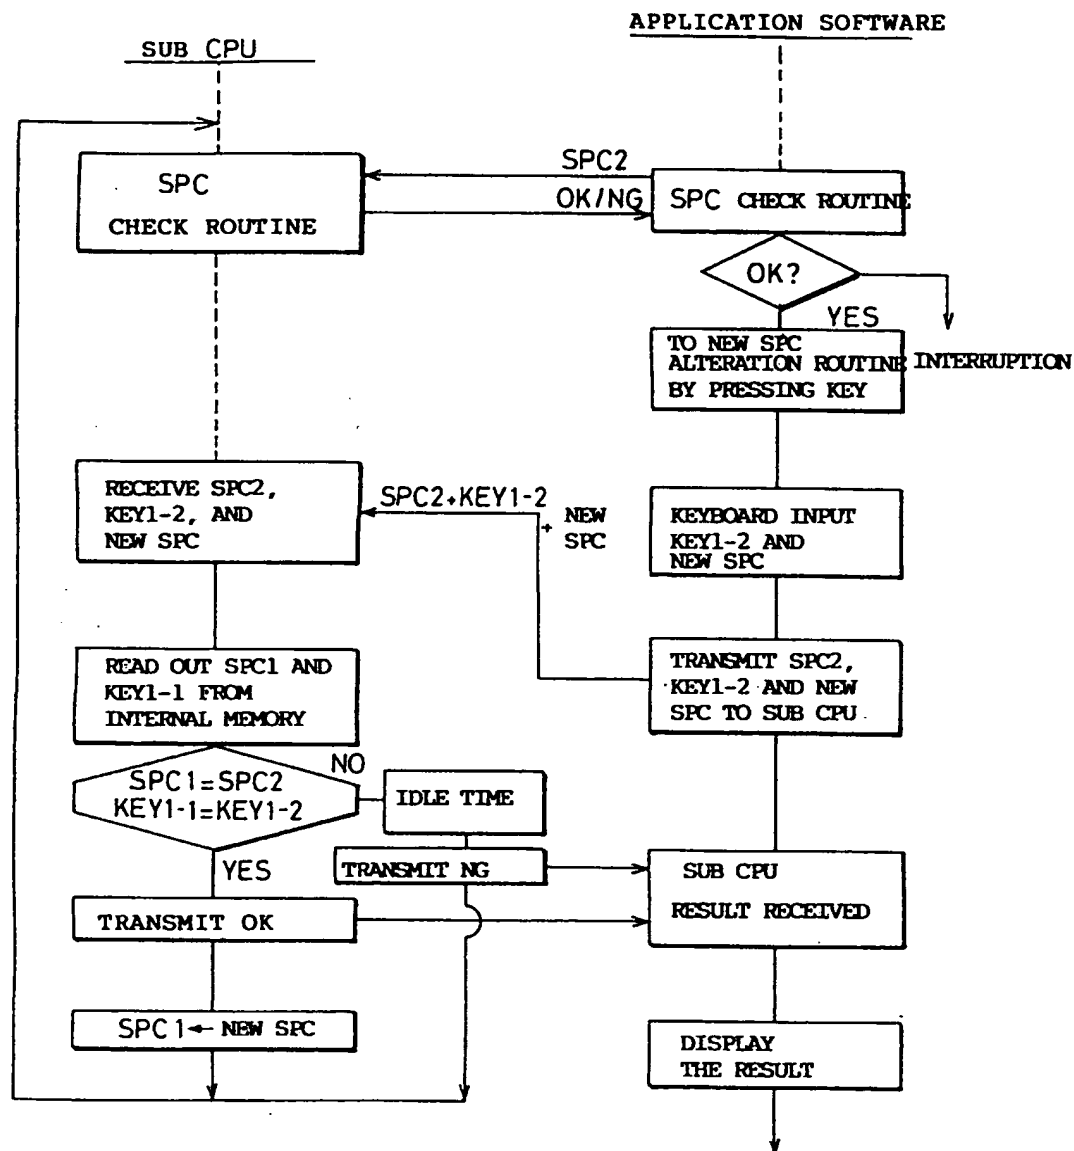 APPLICATION SOFTWARE
SUB CPU
SPC2
SPC
CHECK ROUTINE
OK/NG
SPC CHECK ROUTINE
OK?
YES
TO NEW SPC
ALTERATION ROUTINE
BY PRESSING KEY
INTERRUPTION
RECEIVE SPC2,
KEY1-2, AND
NEW SPC
SPC2+KEY1-2
+ NEW
SPC
KEYBOARD INPUT
KEY1-2 AND
NEW SPC
READ OUT SPC1 AND
KEY1-1 FROM
INTERNAL MEMORY
TRANSMIT SPC2,
KEY1-2 AND NEW
SPC TO SUB CPU
NO
SPC1=SPC2
KEY1-1=KEY1-2
IDLE TIME
YES
TRANSMIT NG
SUB CPU
RESULT RECEIVED
TRANSMIT OK
SPC1← NEW SPC
DISPLAY
THE RESULT